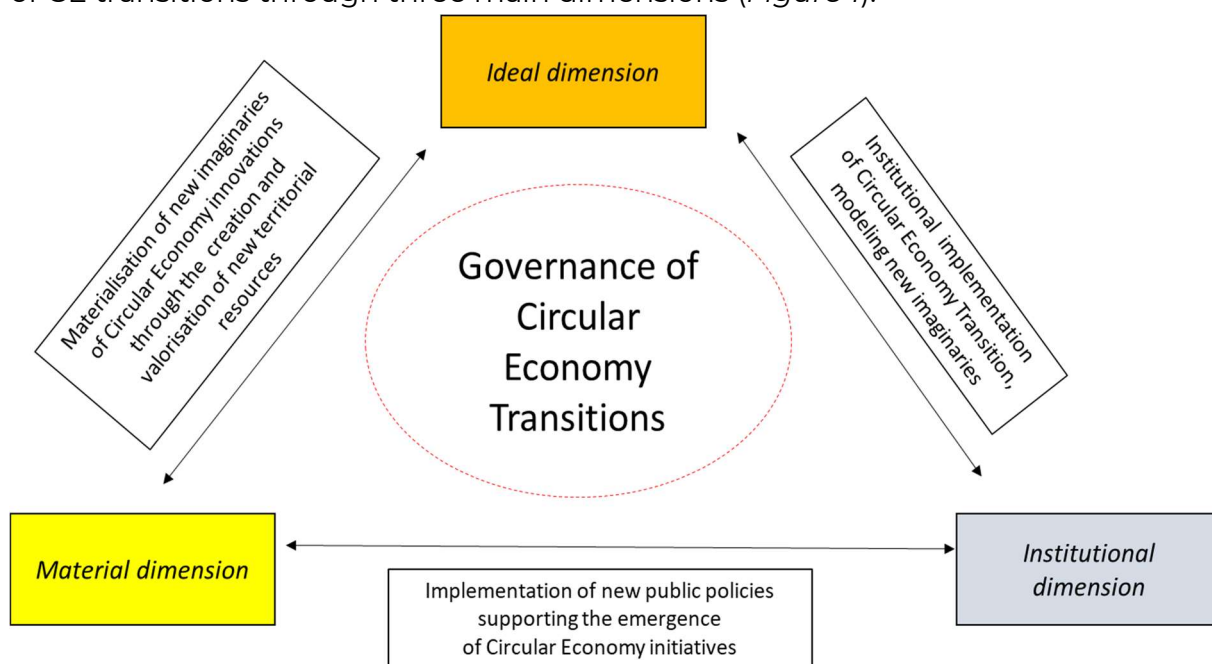 of CE transitions through three main dimensions (Figure 1).
Ideal dimension
Materialisation of new imaginaries
of Circular Economy innovations
through the creation and
valorisation of new territorial
resources
Institutional implementation
of Circular Economy Transition,
modeling new imaginaries
Governance of
Circular
Economy
Transitions
Material dimension
Institutional
dimension
Implementation of new public policies
supporting the emergence
of Circular Economy initiatives